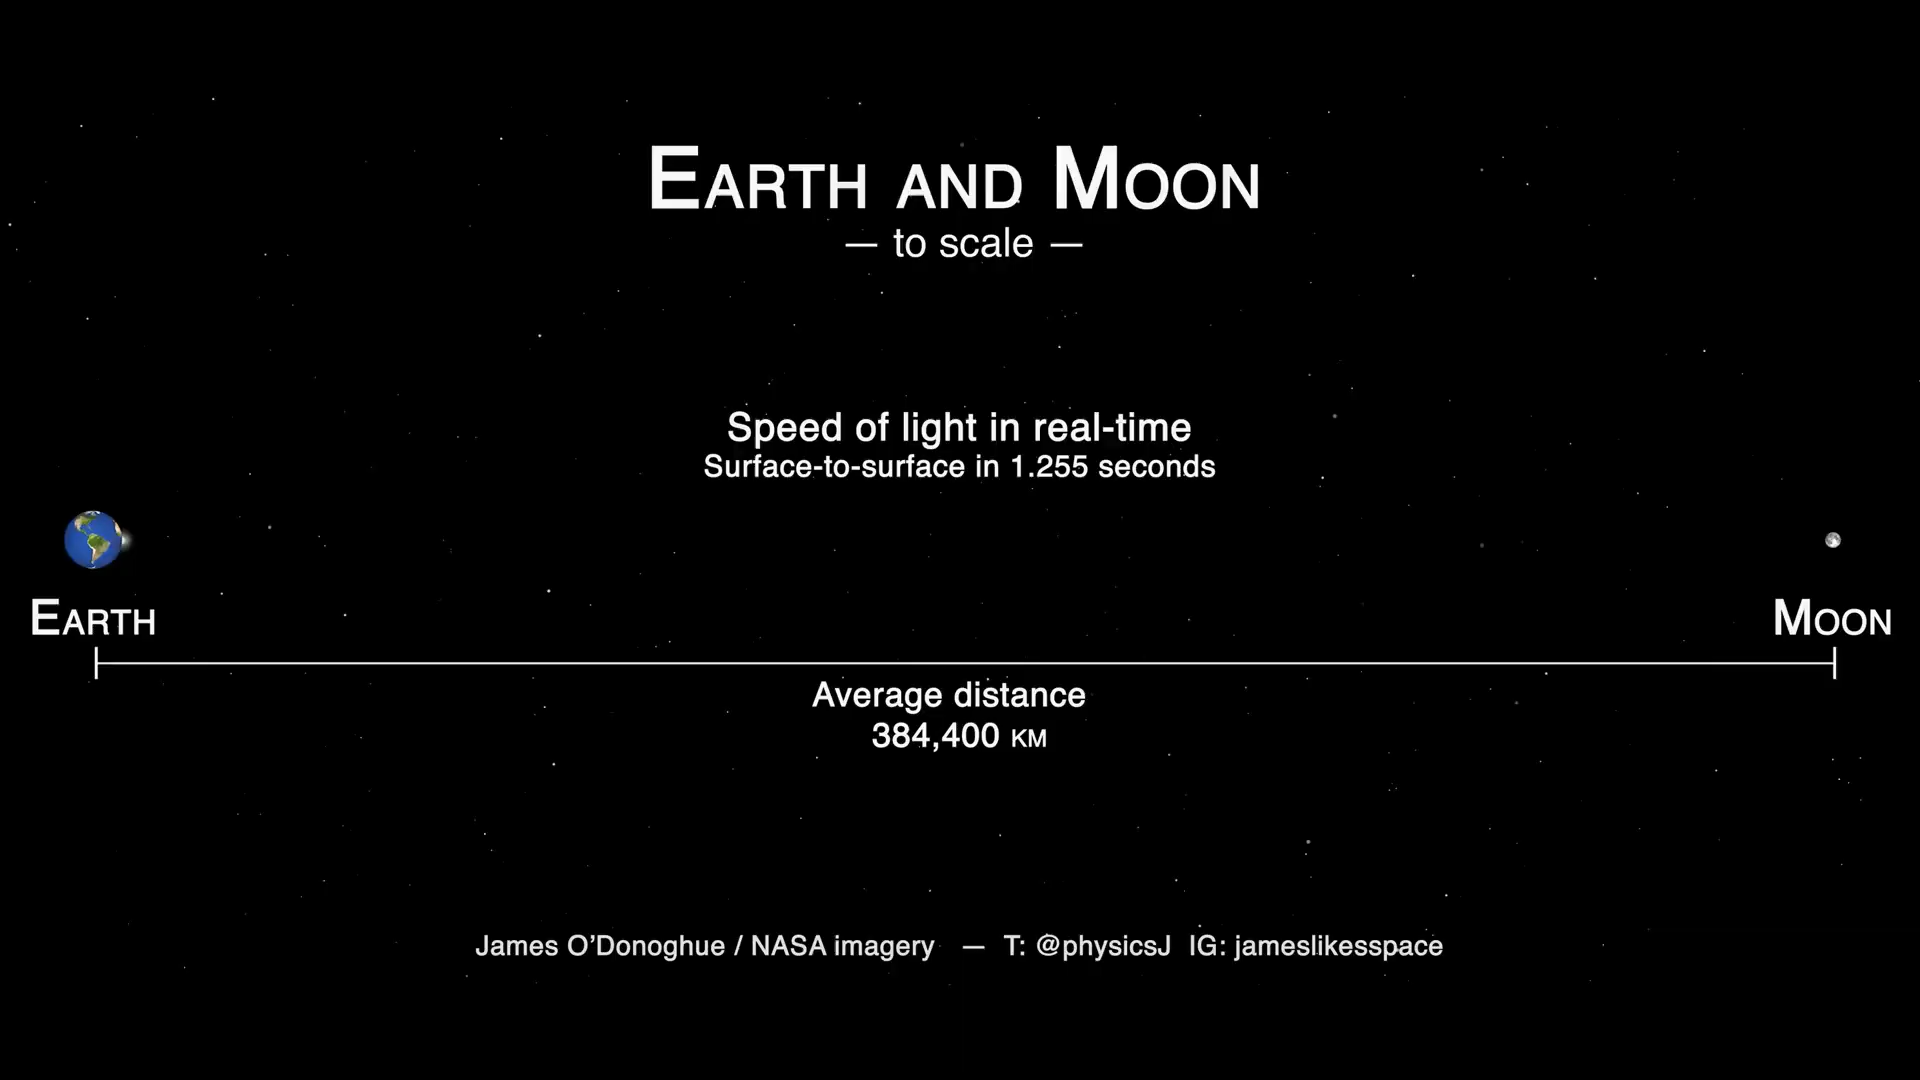 Earth and Moon
— to scale —
Speed of light in real-time
Surface-to-surface in 1.255 seconds
Earth
Moon
Average distance
384,400 km
James O’Donoghue / NASA imagery — T: @physicsJ IG: jameslikesspace